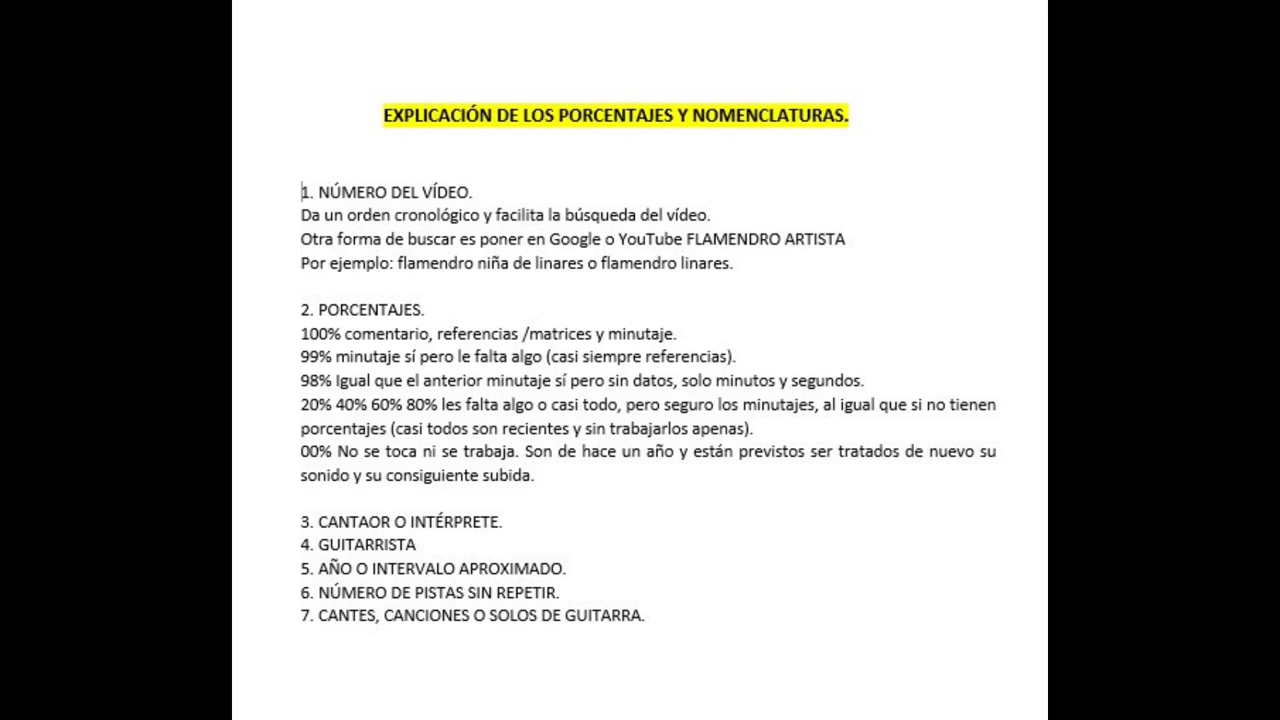 EXPLICACIÓN DE LOS PORCENTAJES Y NOMENCLATURAS.
1. NÚMERO DEL VÍDEO.
Da un orden cronológico y facilita la búsqueda del vídeo.
Otra forma de buscar es poner en Google o YouTube FLAMENDRO ARTISTA
Por ejemplo: flamendro niña de linares o flamendro linares.
2. PORCENTAJES.
100% comentario, referencias /matrices y minutaje.
99% minutaje sí pero le falta algo (casi siempre referencias).
98% Igual que el anterior minutaje sí pero sin datos, solo minutos y segundos.
20% 40% 60% 80% les falta algo o casi todo, pero seguro los minutajes, al igual que si no tienen
porcentajes (casi todos son recientes y sin trabajarlos apenas).
00% No se toca ni se trabaja. Son de hace un año y están previstos ser tratados de nuevo su
sonido y su consiguiente subida.
3. CANTAOR O INTÉRPRETE.
4. GUITARRISTA
5. AÑO O INTERVALO APROXIMADO.
6. NÚMERO DE PISTAS SIN REPETIR.
7. CANTES, CANCIONES O SOLOS DE GUITARRA.